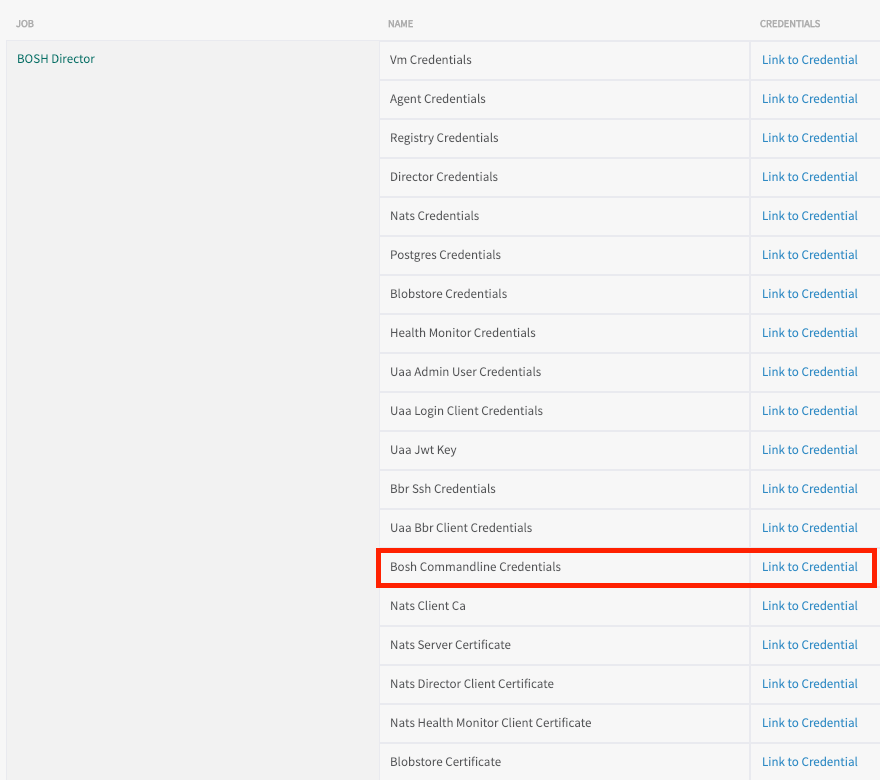 JOB NAME CREDENTIALS
BOSH Director Vm Credentials Link to Credential
Agent Credentials Link to Credential
Registry Credentials Link to Credential
Director Credentials Link to Credential
Nats Credentials Link to Credential
Postgres Credentials Link to Credential
Blobstore Credentials Link to Credential
Health Monitor Credentials Link to Credential
Uaa Admin User Credentials Link to Credential
Uaa Login Client Credentials Link to Credential
Uaa Jwt Key Link to Credential
Bbr Ssh Credentials Link to Credential
Uaa Bbr Client Credentials Link to Credential
Bosh Commandline Credentials Link to Credential
Nats Client Ca Link to Credential
Nats Server Certificate Link to Credential
Nats Director Client Certificate Link to Credential
Nats Health Monitor Client Certificate Link to Credential
Blobstore Certificate Link to Credential